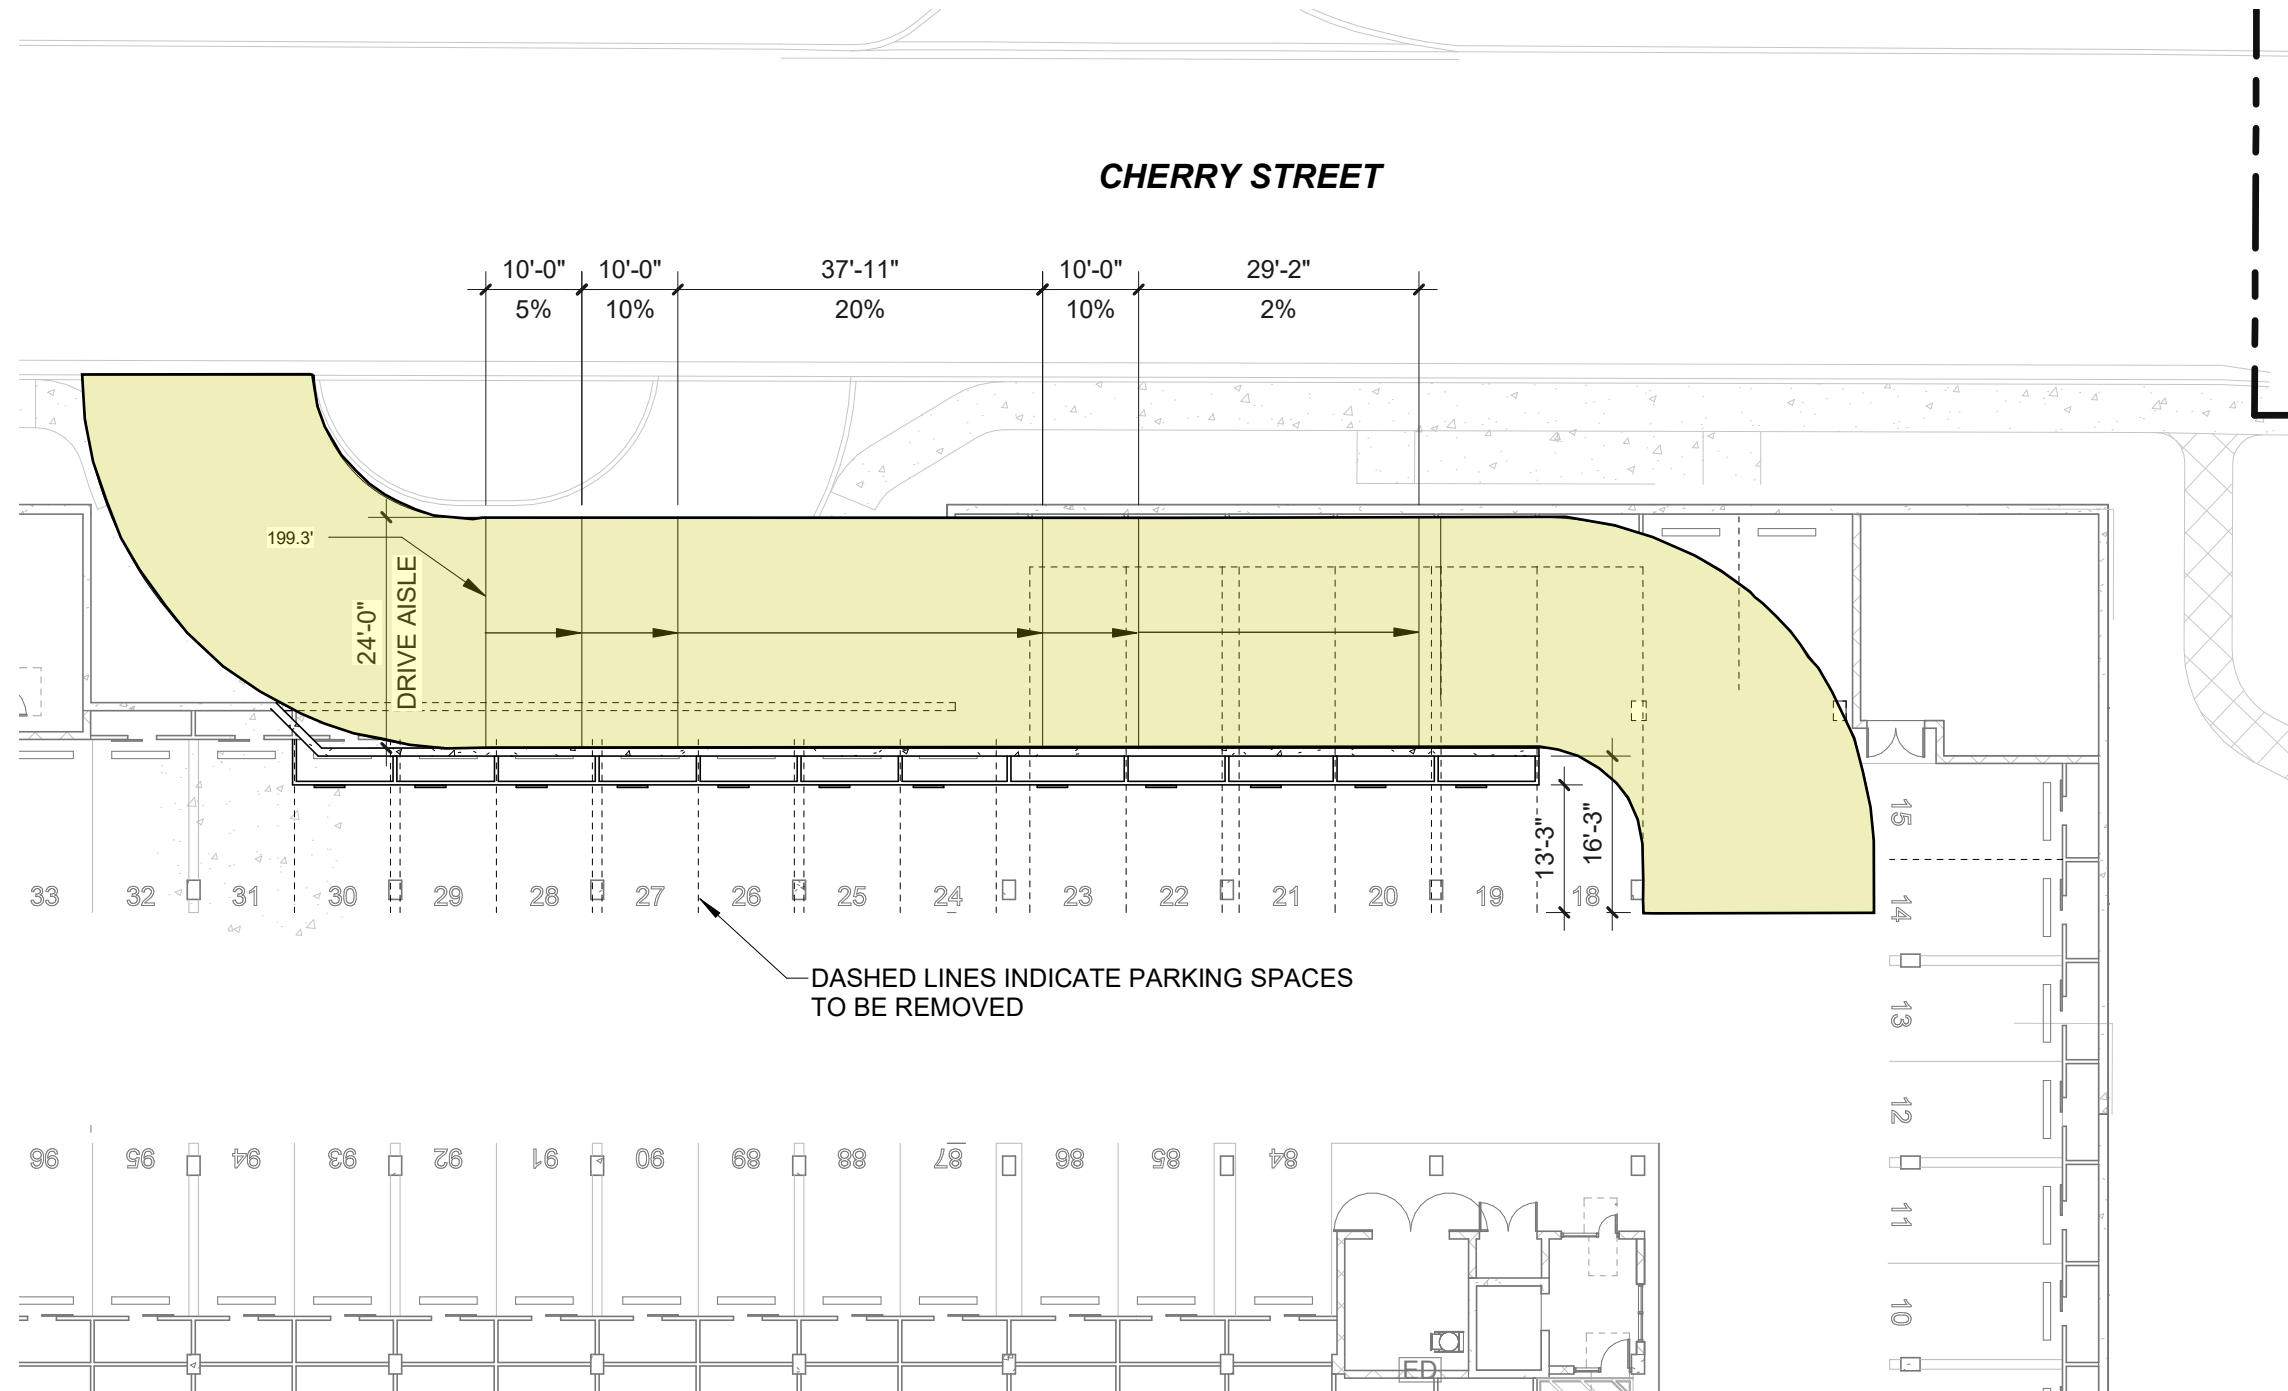 CHERRY STREET
10'-0" 10'-0" 37'-11" 10'-0" 29'-2"
5% 10% 20% 10% 2%
199.3'
24'-0"
DRIVE AISLE
13'-3"
16'-3"
33 32 31 30 29 28 27 26 25 24 23 22 21 20 19 18
15
14
13
12
11
10
DASHED LINES INDICATE PARKING SPACES
TO BE REMOVED
96 95 94 93 92 91 90 89 88 87 86 85 84
ED